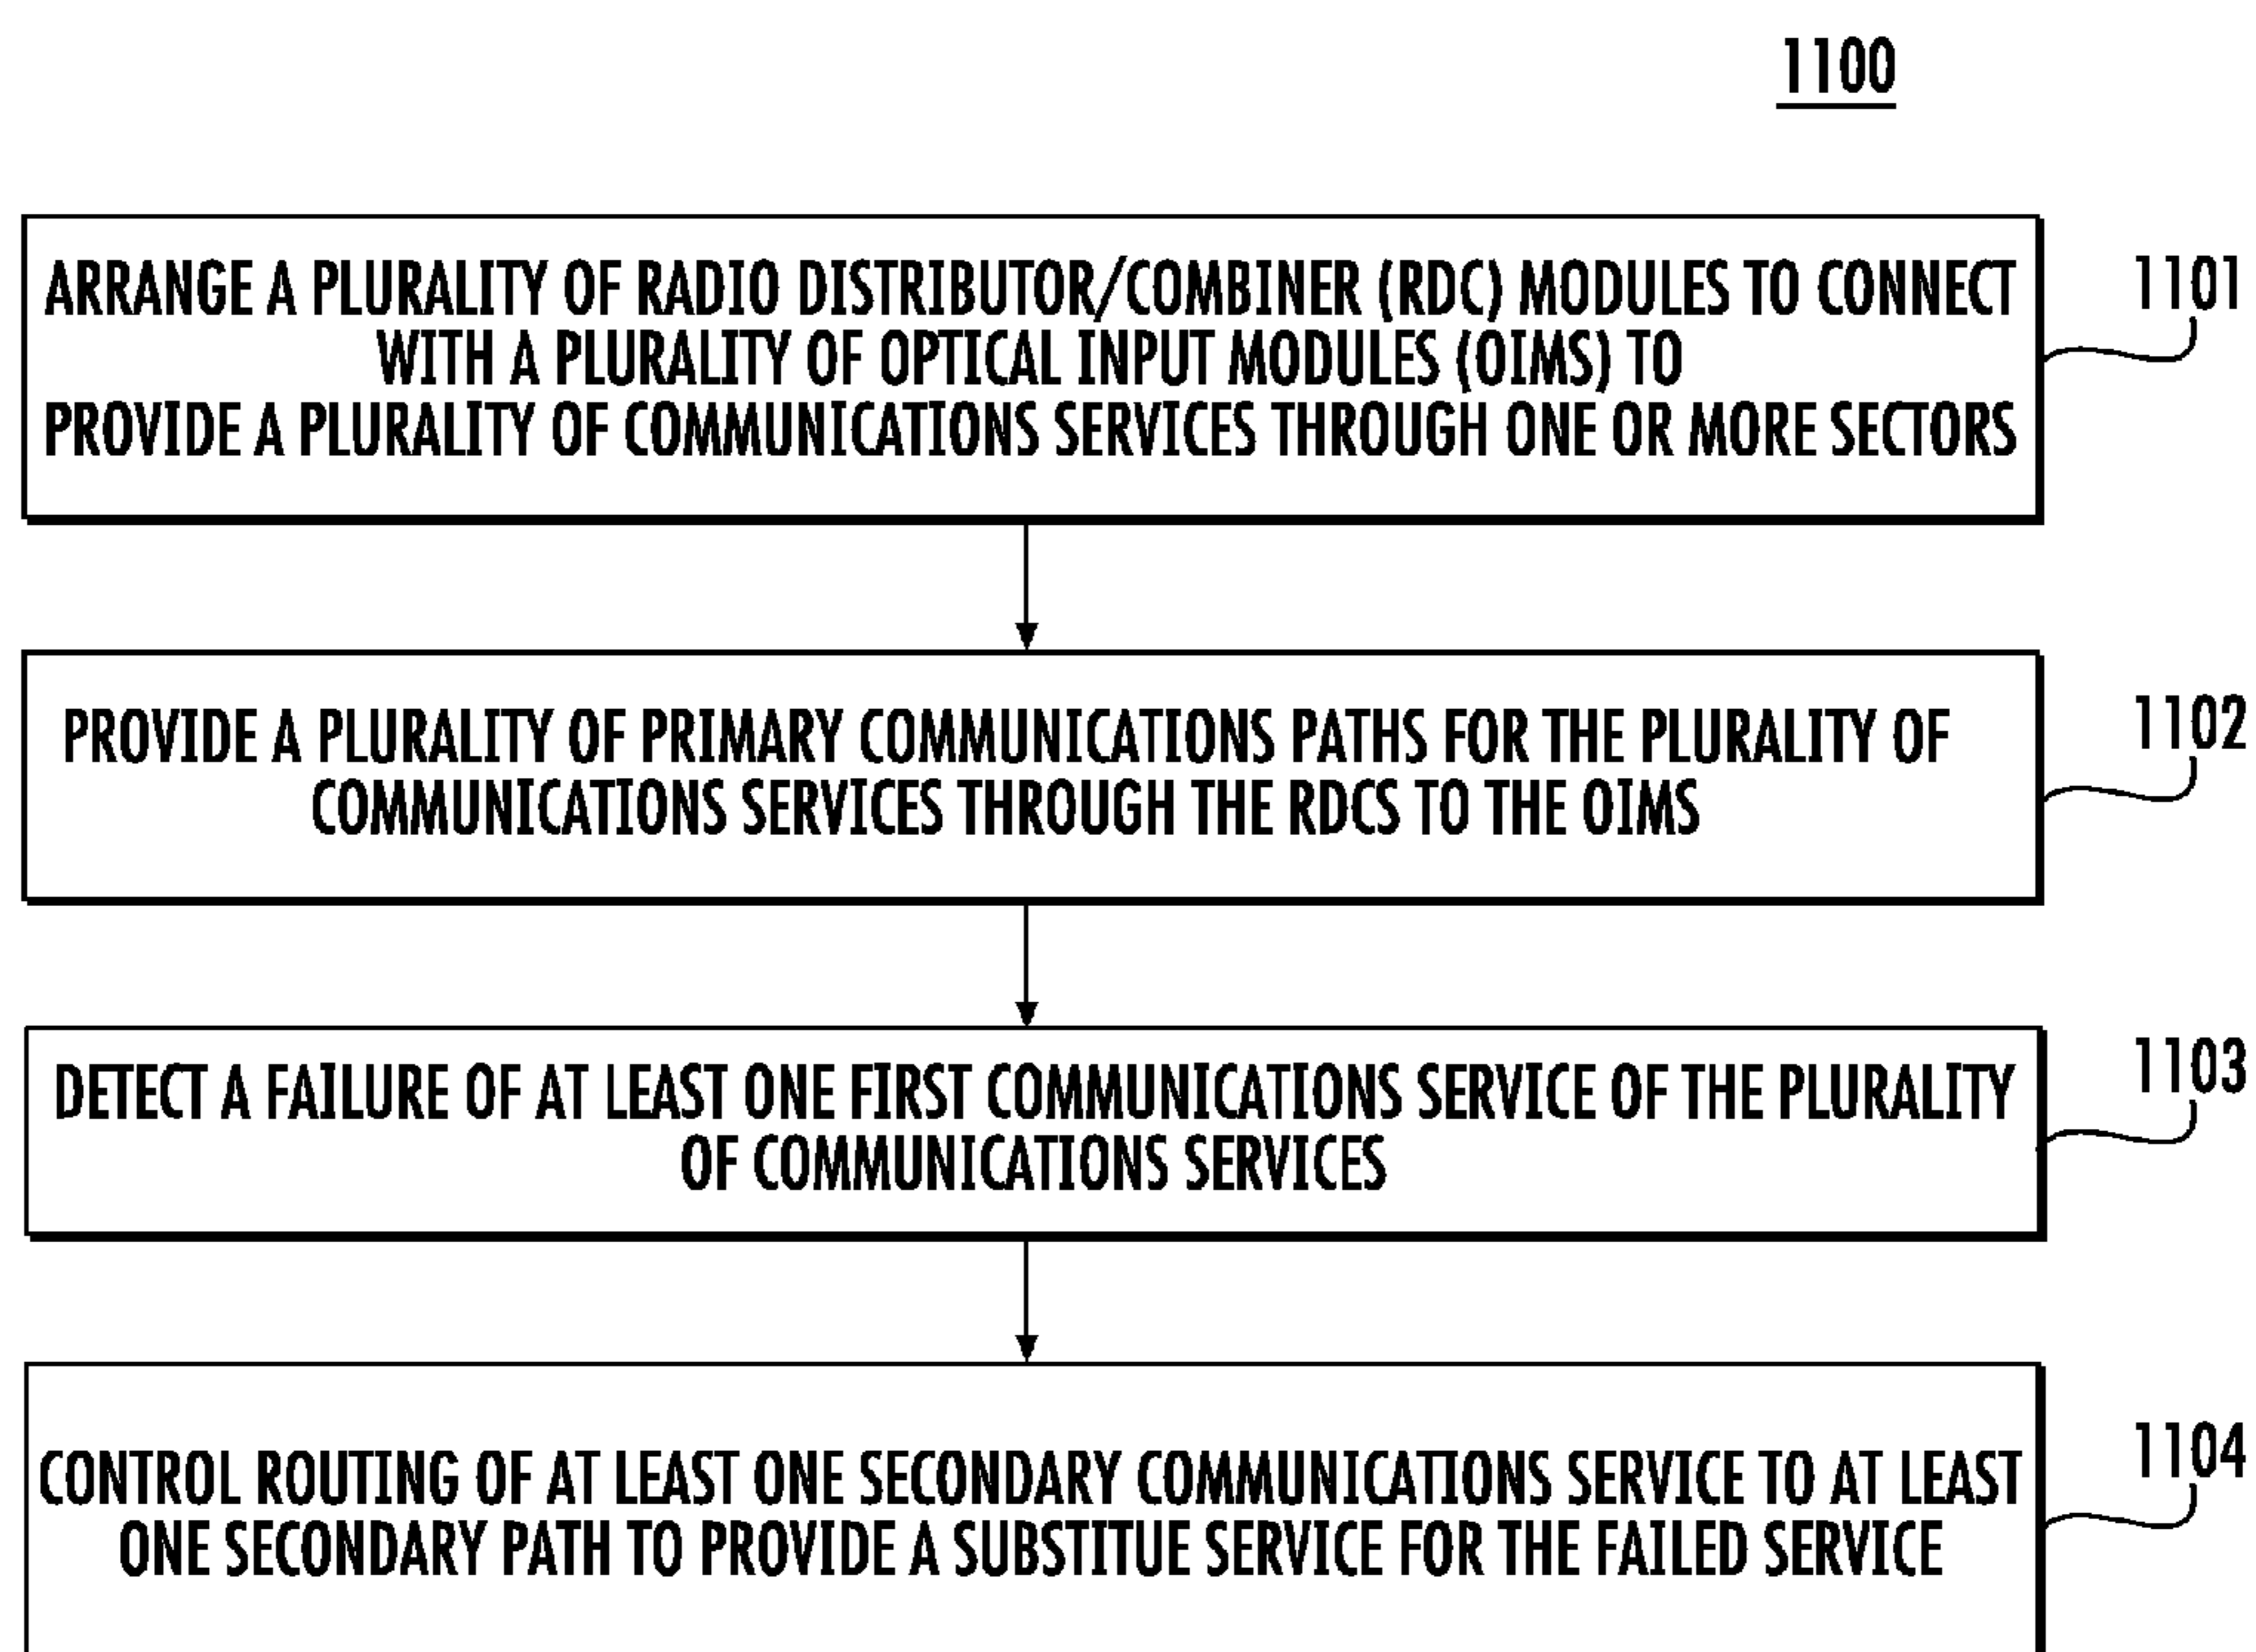 1100
ARRANGE A PLURALITY OF RADIO DISTRIBUTOR/COMBINER (RDC) MODULES TO CONNECT
WITH A PLURALITY OF OPTICAL INPUT MODULES (OIMS) TO
PROVIDE A PLURALITY OF COMMUNICATIONS SERVICES THROUGH ONE OR MORE SECTORS
1101
PROVIDE A PLURALITY OF PRIMARY COMMUNICATIONS PATHS FOR THE PLURALITY OF
COMMUNICATIONS SERVICES THROUGH THE RDCS TO THE OIMS
1102
DETECT A FAILURE OF AT LEAST ONE FIRST COMMUNICATIONS SERVICE OF THE PLURALITY
OF COMMUNICATIONS SERVICES
1103
CONTROL ROUTING OF AT LEAST ONE SECONDARY COMMUNICATIONS SERVICE TO AT LEAST
ONE SECONDARY PATH TO PROVIDE A SUBSTITUE SERVICE FOR THE FAILED SERVICE
1104